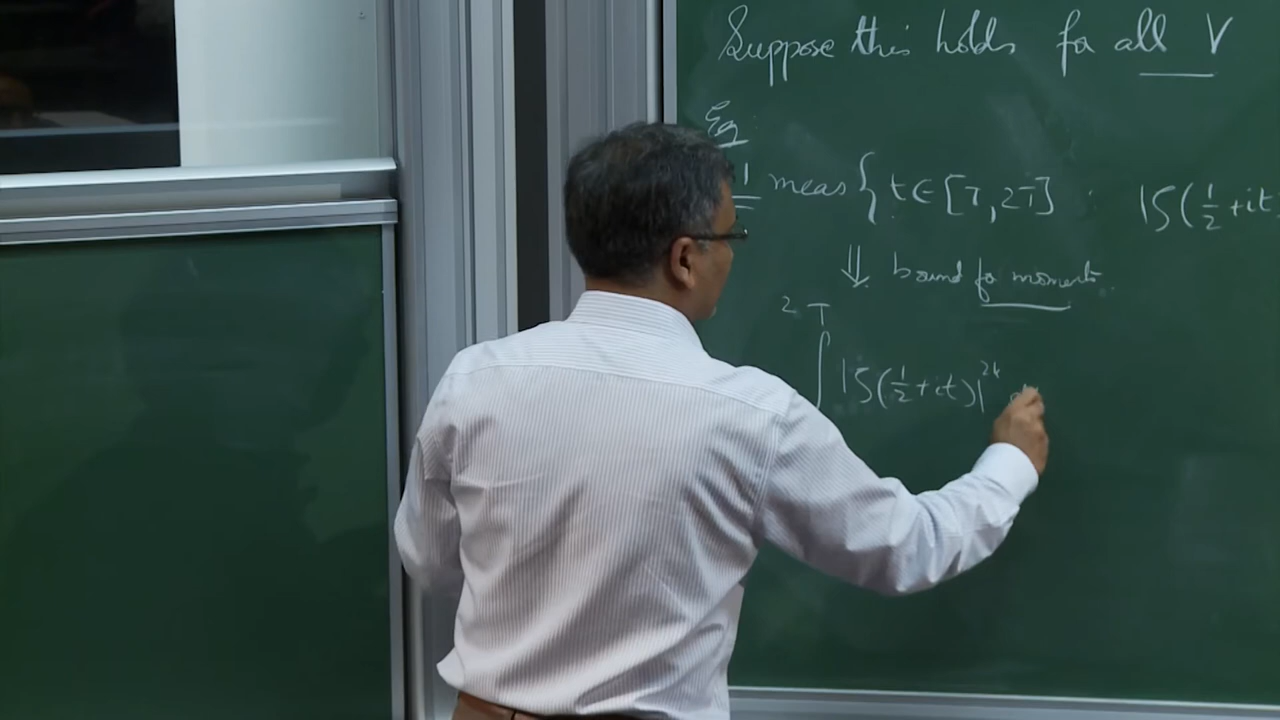 Suppose this holds for all V
Eg
1 meas { t ∈ [T, 2T] : |ζ(1/2 + it
⇓ bound for moments.
2T
∫ |ζ(1/2 + it)|^2k